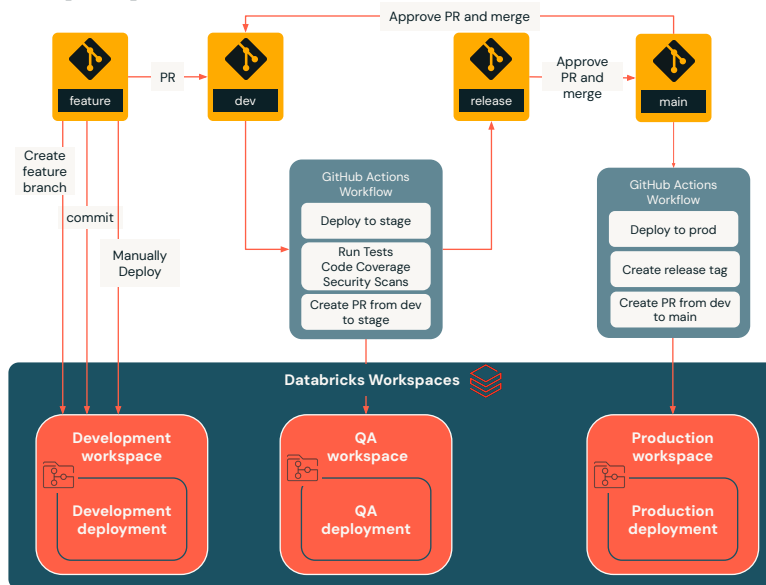 Approve PR and merge
feature
PR
dev
release
Approve
PR and
merge
main
Create
feature
branch
commit
Manually
Deploy
GitHub Actions
Workflow
Deploy to stage
Run Tests
Code Coverage
Security Scans
Create PR from dev
to stage
GitHub Actions
Workflow
Deploy to prod
Create release tag
Create PR from dev
to main
Databricks Workspaces
Development
workspace
Development
deployment
QA
workspace
QA
deployment
Production
workspace
Production
deployment